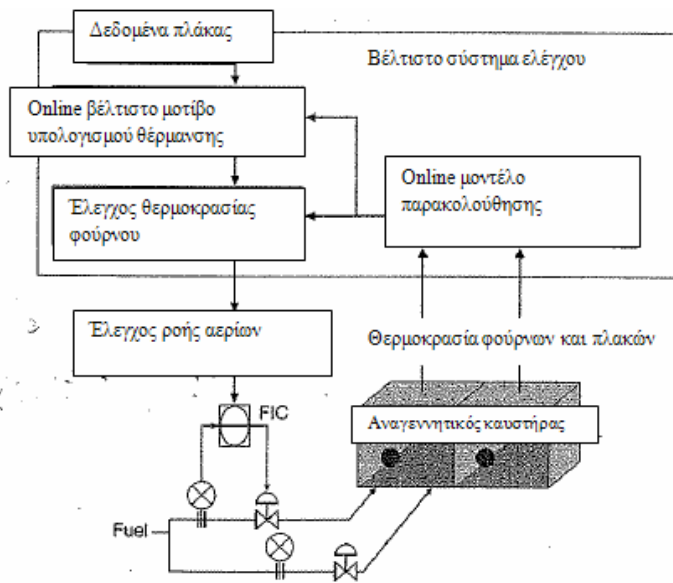 Δεδομένα πλάκας
Βέλτιστο σύστημα ελέγχου
Online βέλτιστο μοτίβο
υπολογισμού θέρμανσης
Online μοντέλο
παρακολούθησης
Έλεγχος θερμοκρασίας
φούρνου
Έλεγχος ροής αερίων
Θερμοκρασία φούρνων και πλακών
FIC
Αναγεννητικός καυστήρας
Fuel